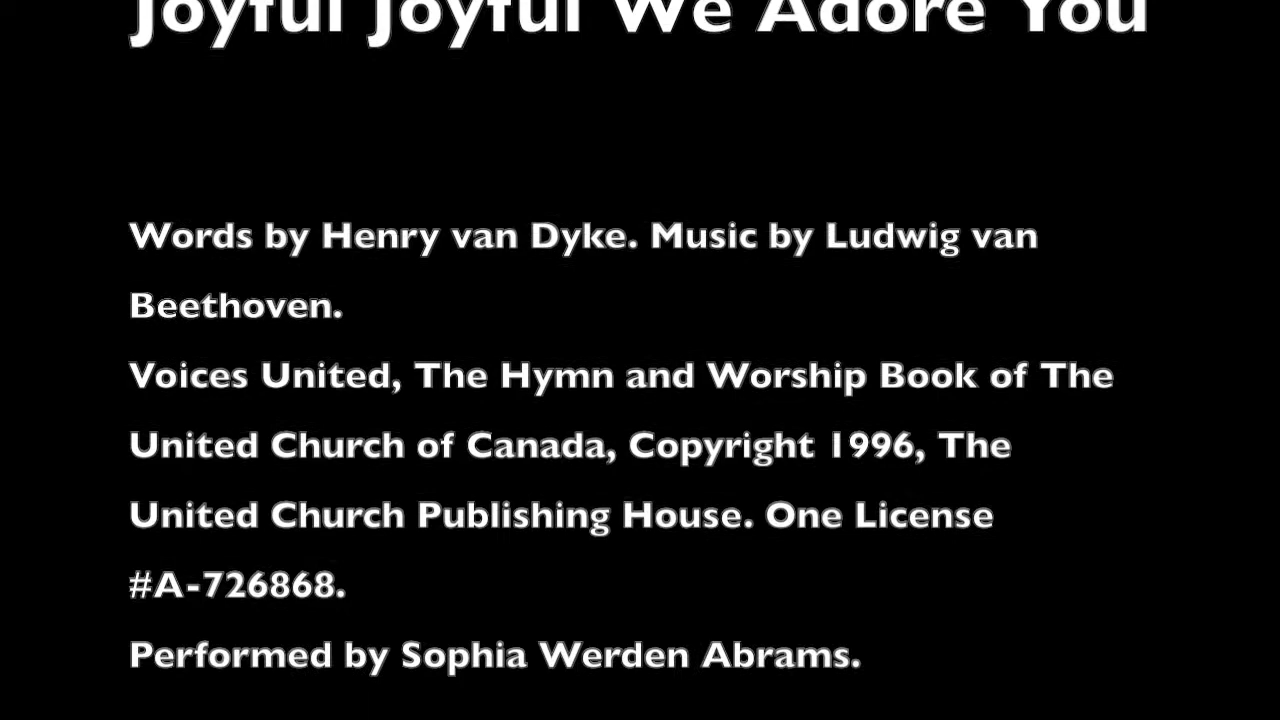 Joyful Joyful We Adore You
Words by Henry van Dyke. Music by Ludwig van
Beethoven.
Voices United, The Hymn and Worship Book of The
United Church of Canada, Copyright 1996, The
United Church Publishing House. One License
#A-726868.
Performed by Sophia Werden Abrams.